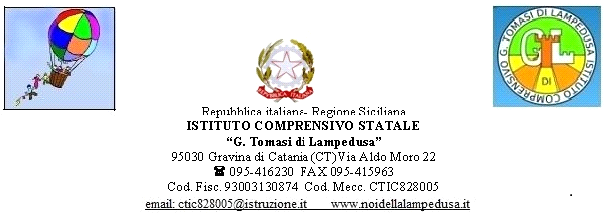 G. TOMASI DI LAMPEDUSA ISTITUTO COMPRENSIVO
GL
DI
REPVBBLICA ITALIANA
Repubblica italiana- Regione Siciliana
ISTITUTO COMPRENSIVO STATALE
“G. Tomasi di Lampedusa”
95030 Gravina di Catania (CT)Via Aldo Moro 22
☎ 095-416230 FAX 095-415963
Cod. Fisc. 93003130874 Cod. Mecc. CTIC828005
email: ctic828005@istruzione.it www.noidellalampedusa.it